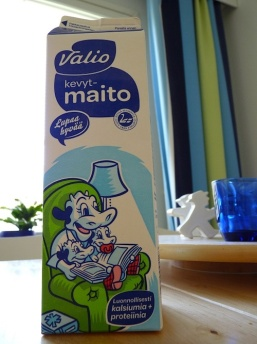 Valio
kevyt-
maito
Lupaa
hyvää
Luonnollisesti
kalsiumia +
proteiinia